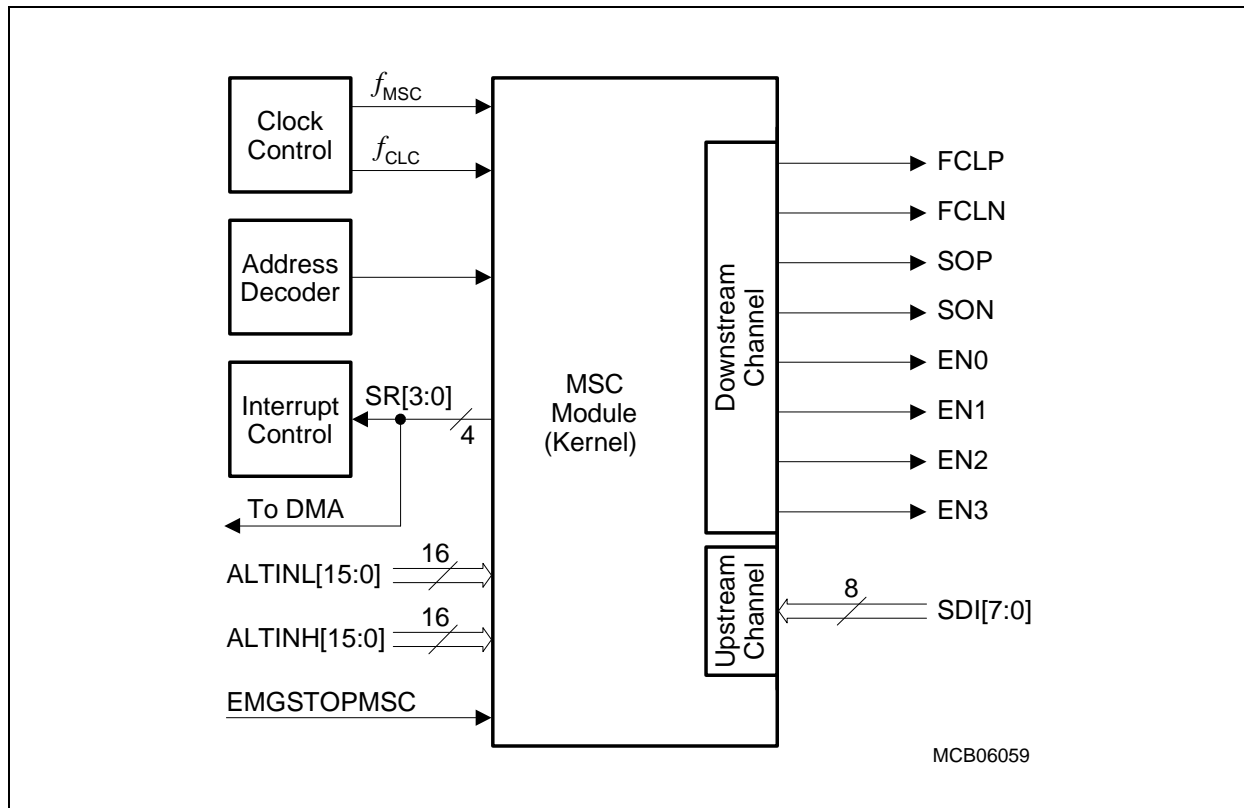 Clock
Control
fMSC
fCLC
Address
Decoder
Interrupt
Control
SR[3:0]
4
To DMA
ALTINL[15:0]
16
ALTINH[15:0]
16
EMGSTOPMSC
MSC
Module
(Kernel)
Downstream
Channel
Upstream
Channel
FCLP
FCLN
SOP
SON
EN0
EN1
EN2
EN3
8
SDI[7:0]
MCB06059